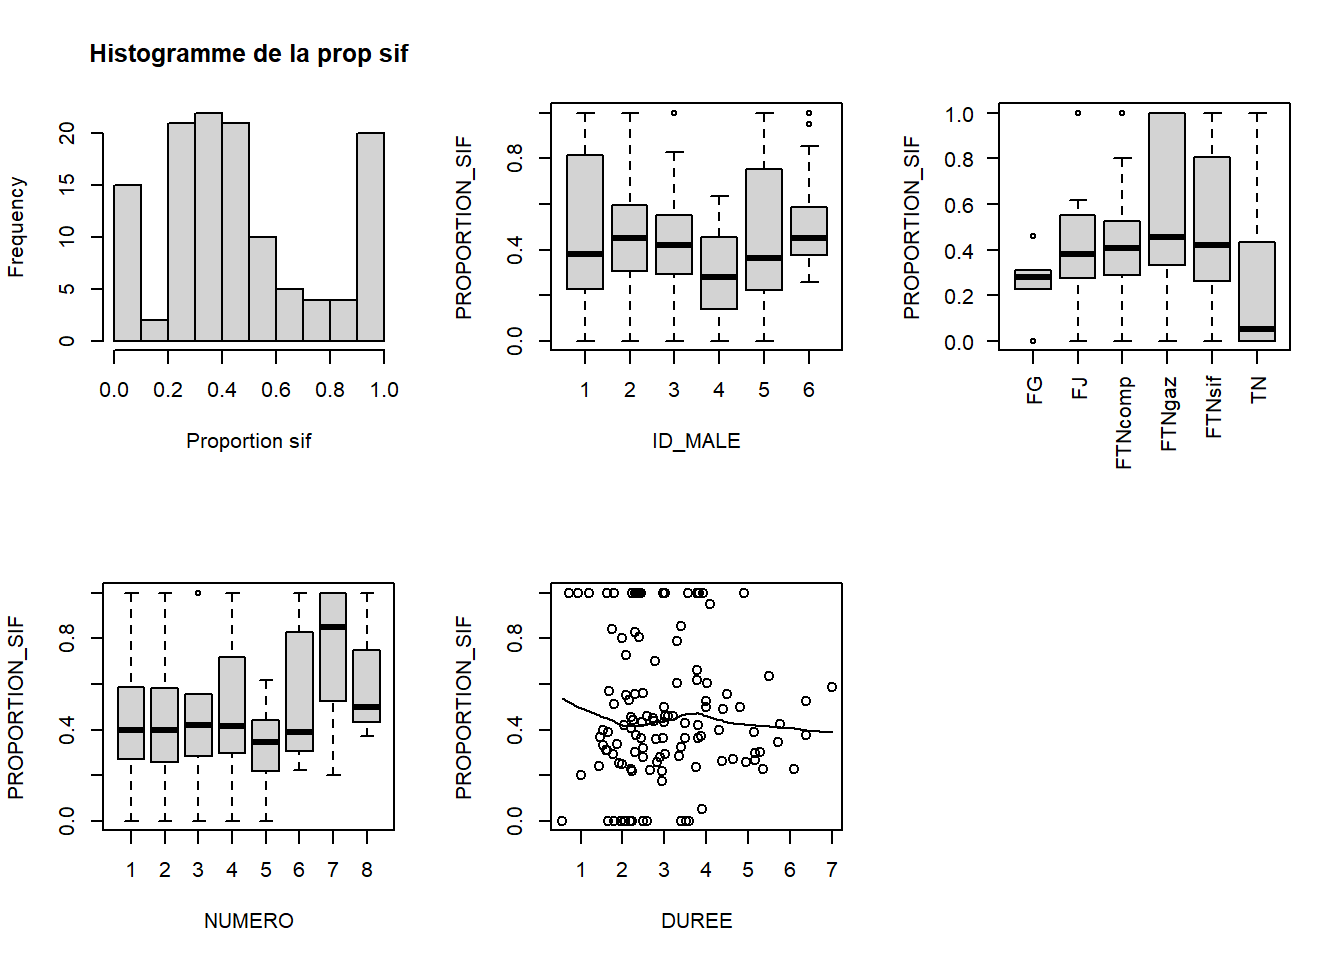 Histogramme de la prop sif
Frequency
0 5 10 15 20
0.0 0.2 0.4 0.6 0.8 1.0
Proportion sif
PROPORTION_SIF
0.0 0.4 0.8
1 2 3 4 5 6
ID_MALE
PROPORTION_SIF
0.0 0.2 0.4 0.6 0.8 1.0
FG FJ FTNcomp FTNgaz FTNsif TN
PROPORTION_SIF
0.0 0.4 0.8
1 2 3 4 5 6 7 8
NUMERO
PROPORTION_SIF
0.0 0.4 0.8
1 2 3 4 5 6 7
DUREE